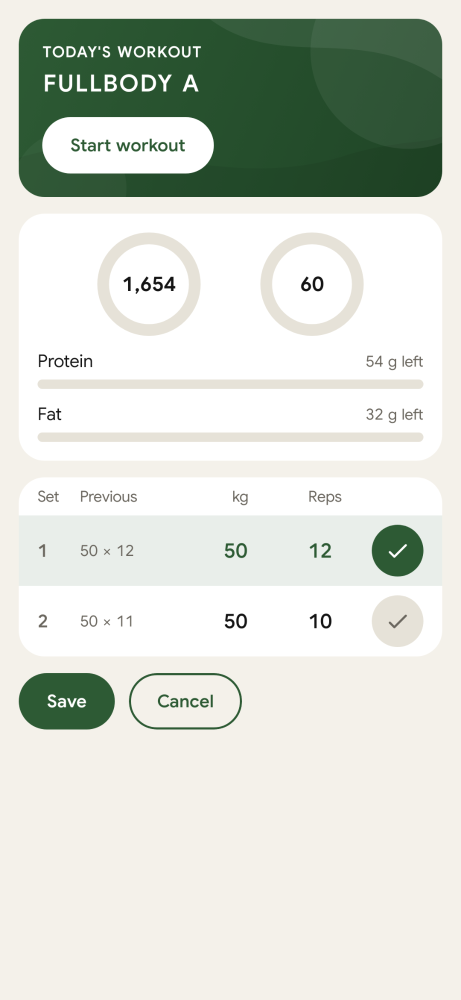 TODAY'S WORKOUT
FULLBODY A
Start workout
1,654 60
Protein 54 g left
Fat 32 g left
Set Previous kg Reps
1 50 × 12 50 12
2 50 × 11 50 10
Save Cancel